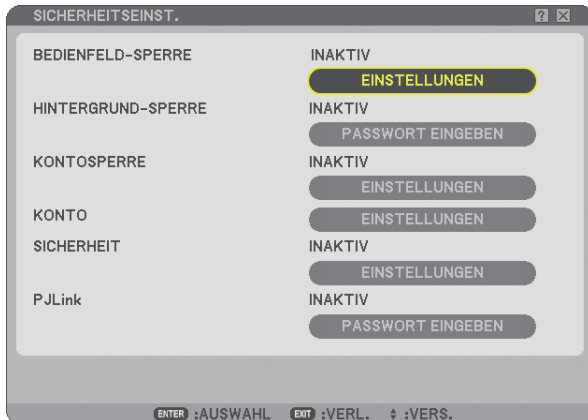 SICHERHEITSEINST.
BEDIENFELD-SPERRE INAKTIV
EINSTELLUNGEN
HINTERGRUND-SPERRE INAKTIV
PASSWORT EINGEBEN
KONTOSPERRE INAKTIV
EINSTELLUNGEN
KONTO EINSTELLUNGEN
SICHERHEIT INAKTIV
EINSTELLUNGEN
PJLink INAKTIV
PASSWORT EINGEBEN
ENTER :AUSWAHL EXIT :VERL. :VERS.